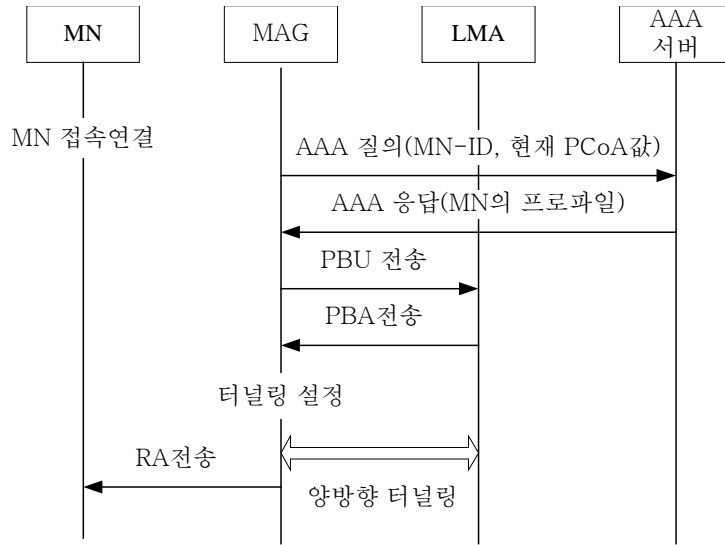 MN
MAG
LMA
AAA
서버
MN 접속연결
AAA 질의(MN-ID, 현재 PCoA값)
AAA 응답(MN의 프로파일)
PBU 전송
PBA전송
터널링 설정
RA전송
양방향 터널링